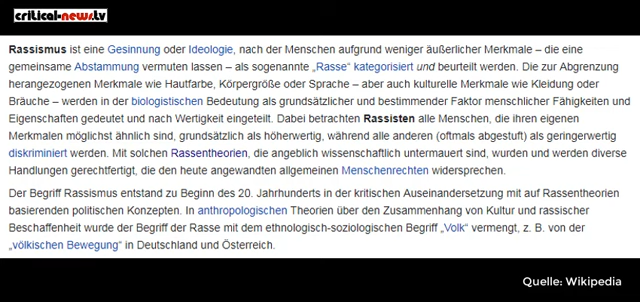 critical-news.tv
Rassismus ist eine Gesinnung oder Ideologie, nach der Menschen aufgrund weniger äußerlicher Merkmale – die eine
gemeinsame Abstammung vermuten lassen – als sogenannte „Rasse“ kategorisiert und beurteilt werden. Die zur Abgrenzung
herangezogenen Merkmale wie Hautfarbe, Körpergröße oder Sprache – aber auch kulturelle Merkmale wie Kleidung oder
Bräuche – werden in der biologistischen Bedeutung als grundsätzlicher und bestimmender Faktor menschlicher Fähigkeiten und
Eigenschaften gedeutet und nach Wertigkeit eingeteilt. Dabei betrachten Rassisten alle Menschen, die ihren eigenen
Merkmalen möglichst ähnlich sind, grundsätzlich als höherwertig, während alle anderen (oftmals abgestuft) als geringerwertig
diskriminiert werden. Mit solchen Rassentheorien, die angeblich wissenschaftlich untermauert sind, wurden und werden diverse
Handlungen gerechtfertigt, die den heute angewandten allgemeinen Menschenrechten widersprechen.
Der Begriff Rassismus entstand zu Beginn des 20. Jahrhunderts in der kritischen Auseinandersetzung mit auf Rassentheorien
basierenden politischen Konzepten. In anthropologischen Theorien über den Zusammenhang von Kultur und rassischer
Beschaffenheit wurde der Begriff der Rasse mit dem ethnologisch-soziologischen Begriff „Volk“ vermengt, z. B. von der
„völkischen Bewegung“ in Deutschland und Österreich.
Quelle: Wikipedia